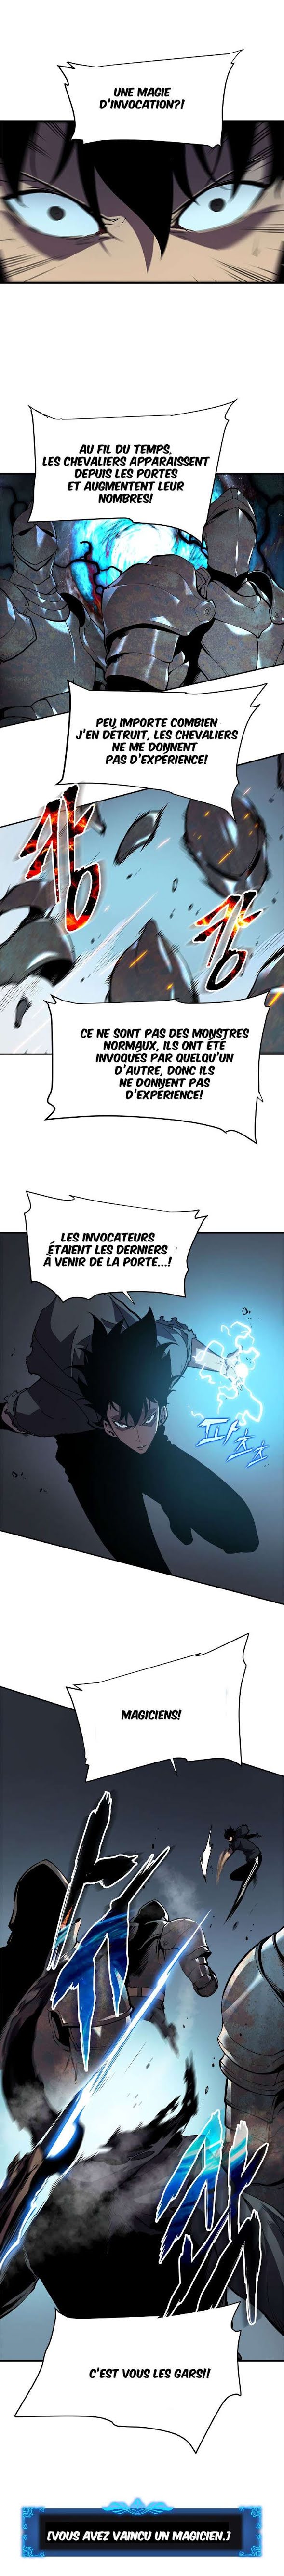 UNE MAGIE
D'INVOCATION?!
AU FIL DU TEMPS,
LES CHEVALIERS APPARAISSENT
DEPUIS LES PORTES
ET AUGMENTENT LEUR
NOMBRES!
PEU IMPORTE COMBIEN
J'EN DÉTRUIT, LES CHEVALIERS
NE ME DONNENT
PAS D'EXPÉRIENCE!
CE NE SONT PAS DES MONSTRES
NORMAUX, ILS ONT ÉTÉ
INVOQUÉS PAR QUELQU'UN
D'AUTRE, DONC ILS
NE DONNENT PAS
D'EXPÉRIENCE!
LES INVOCATEURS
ÉTAIENT LES DERNIERS
À VENIR DE LA PORTE...!
파츠츠
MAGICIENS!
C'EST VOUS LES GARS!!
[VOUS AVEZ VAINCU UN MAGICIEN.]